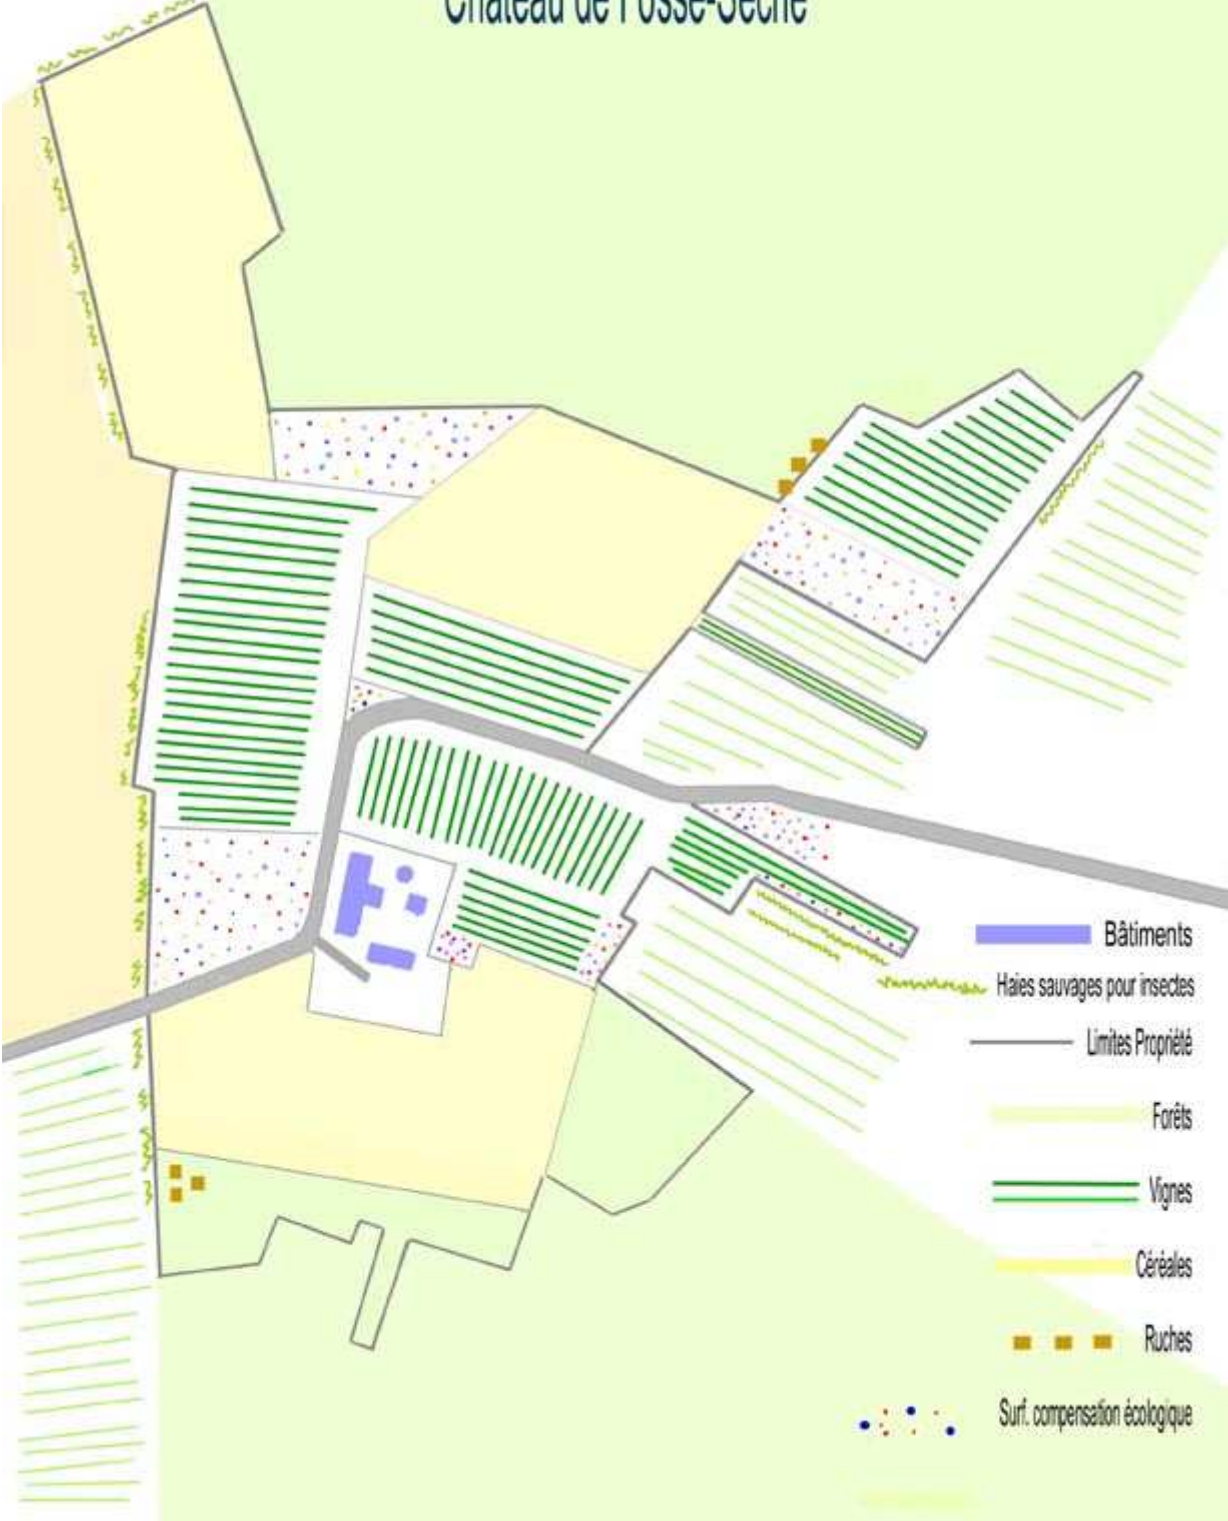 Château de Fosse-Sèche
Bâtiments
Haies sauvages pour insectes
Limites Propriété
Forêts
Vignes
Céréales
Ruches
Surf. compensation écologique